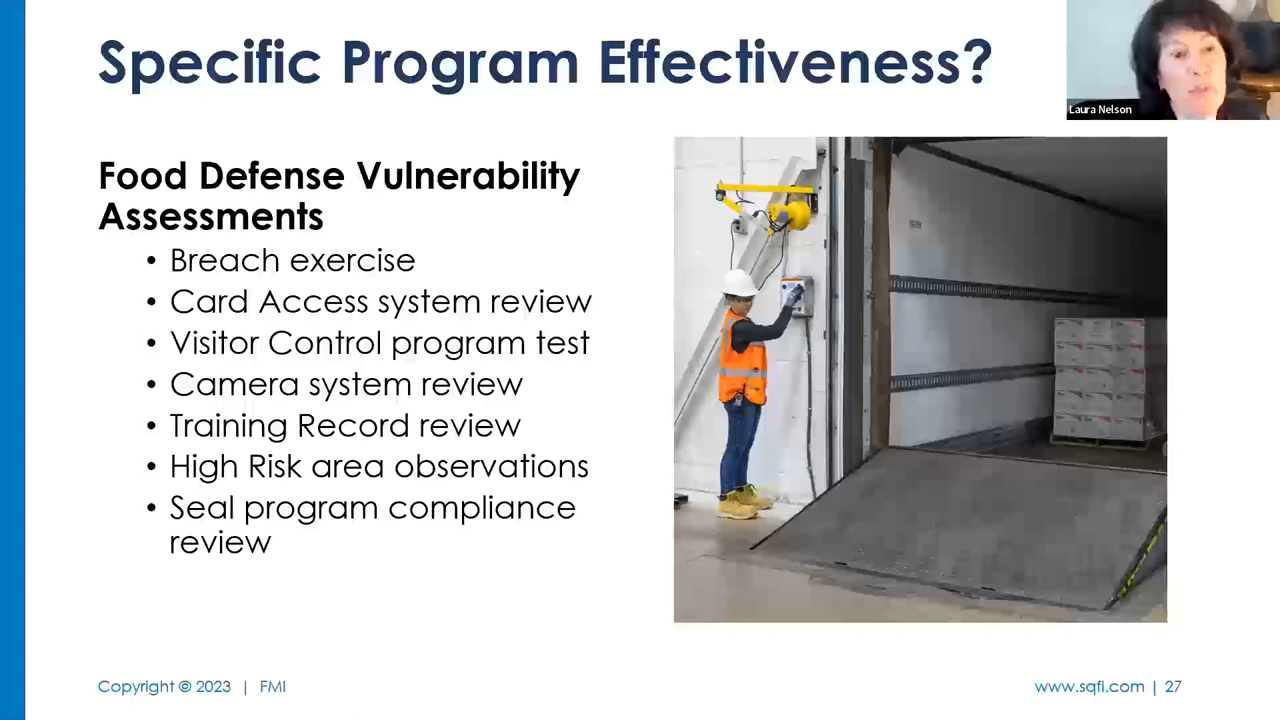 Specific Program Effectiveness?
Laura Nelson
Food Defense Vulnerability
Assessments
• Breach exercise
• Card Access system review
• Visitor Control program test
• Camera system review
• Training Record review
• High Risk area observations
• Seal program compliance
review
Copyright © 2023 | FMI
www.sqfi.com | 27